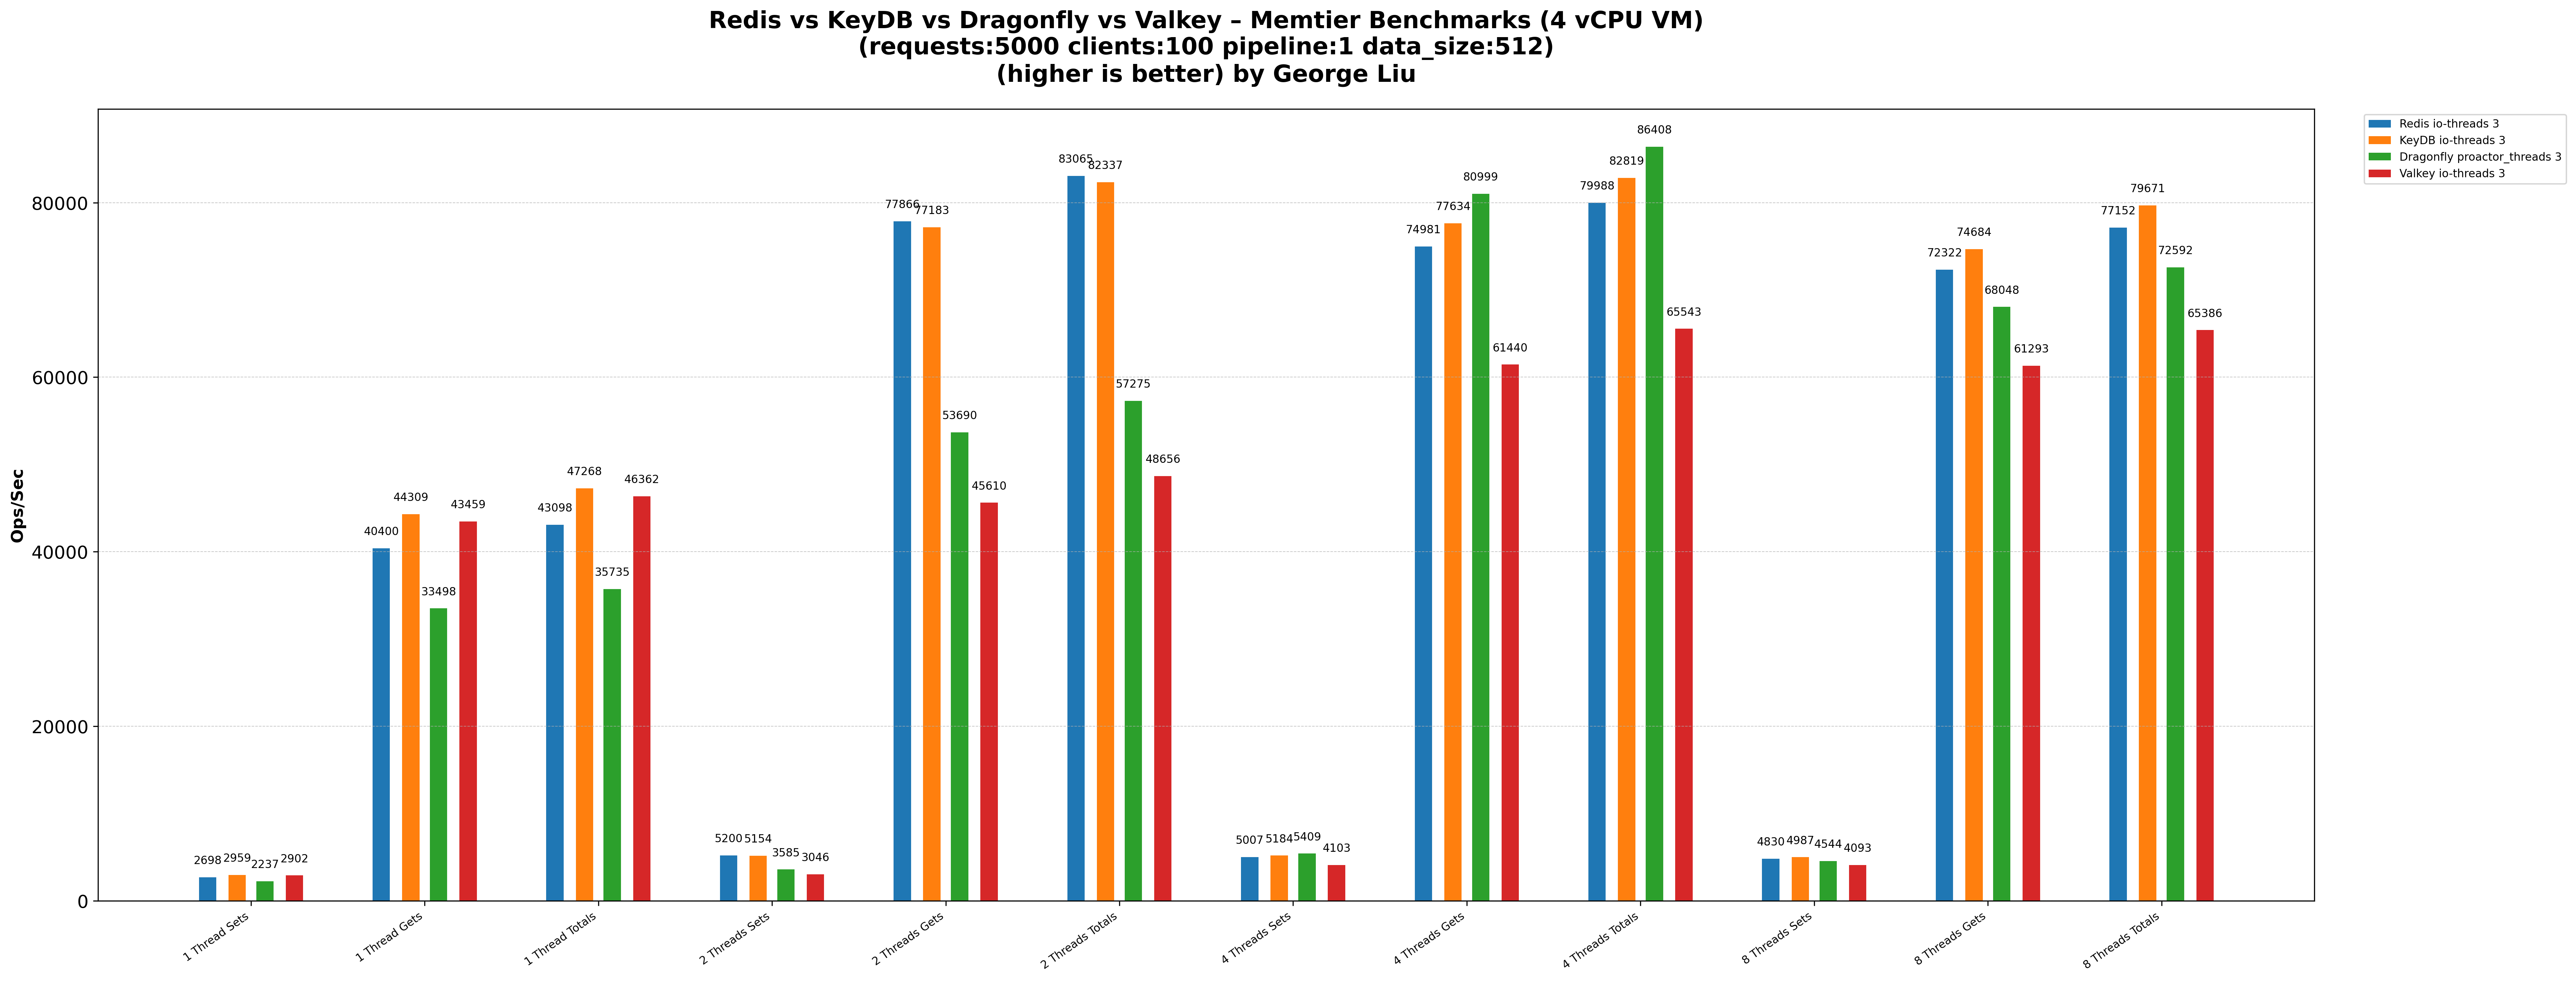 Redis vs KeyDB vs Dragonfly vs Valkey – Memtier Benchmarks (4 vCPU VM)
(requests:5000 clients:100 pipeline:1 data_size:512)
(higher is better) by George Liu
Redis io-threads 3
KeyDB io-threads 3
Dragonfly proactor_threads 3
Valkey io-threads 3
Ops/Sec
80000
60000
40000
20000
0
2698
2959
2237
2902
40400
44309
33498
43459
43098
47268
35735
46362
5200
5154
3585
3046
77866
77183
53690
45610
83065
82337
57275
48656
5007
5184
5409
4103
74981
77634
80999
61440
79988
82819
86408
65543
4830
4987
4544
4093
72322
74684
68048
61293
77152
79671
72592
65386
1 Thread Sets
1 Thread Gets
1 Thread Totals
2 Threads Sets
2 Threads Gets
2 Threads Totals
4 Threads Sets
4 Threads Gets
4 Threads Totals
8 Threads Sets
8 Threads Gets
8 Threads Totals